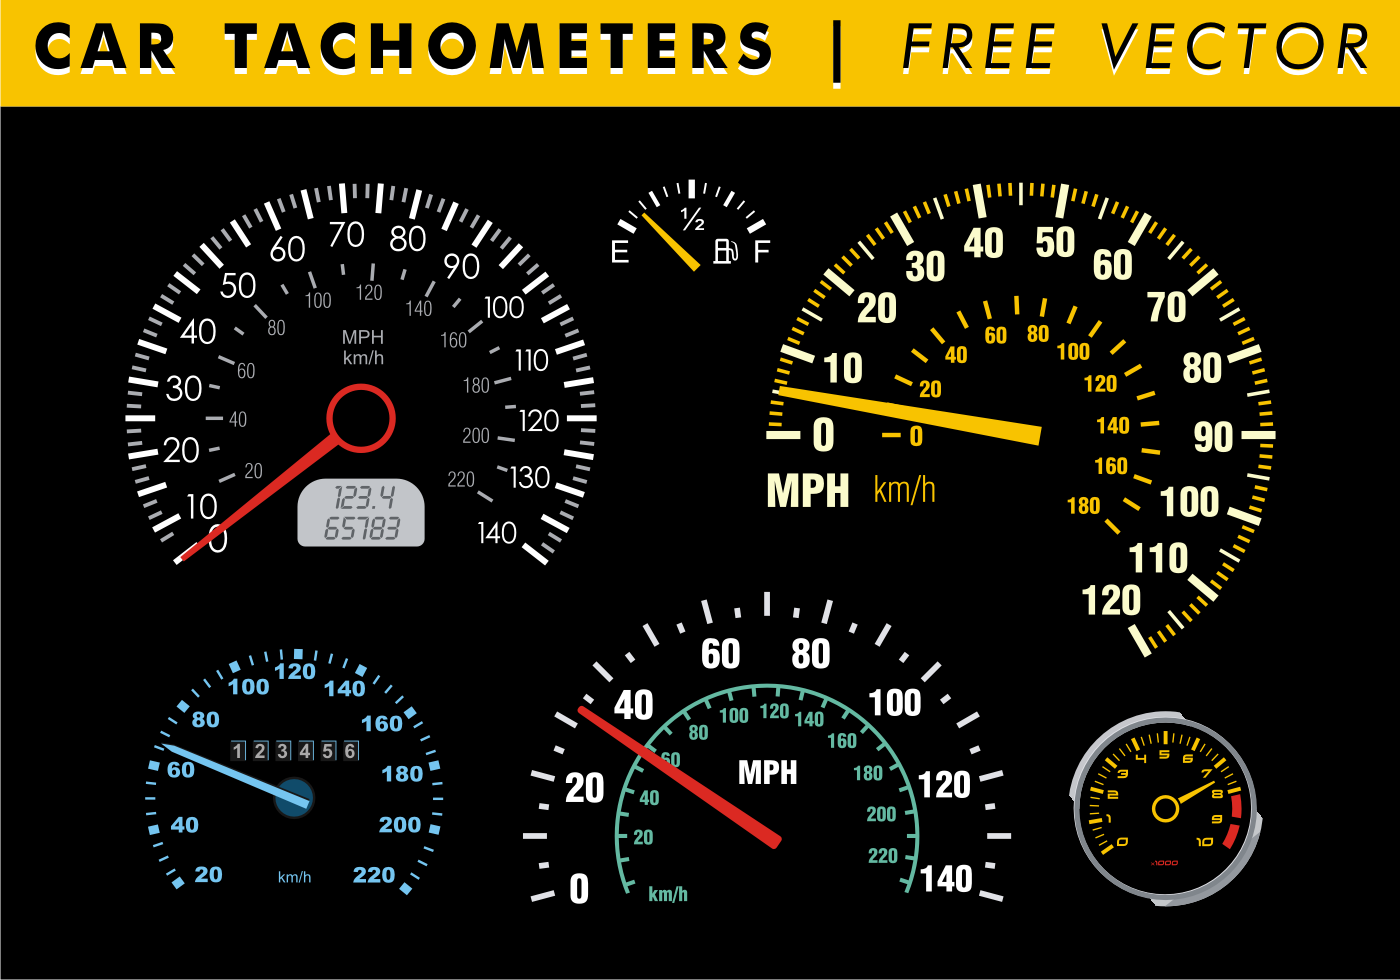 CAR TACHOMETERS | FREE VECTOR
0 10 20 30 40 50 60 70 80 90 100 110 120 130 140
20 40 60 80 100 120 140 160 180 200 220
MPH
km/h
123.4
65783
E ½ F
0 10 20 30 40 50 60 70 80 90 100 110 120
0 20 40 60 80 100 120 140 160 180
MPH km/h
20 40 60 80 100 120 140 160 180 200 220
1 2 3 4 5 6
km/h
0 20 40 60 80 100 120 140
20 40 60 80 100 120 140 160 180 200 220
MPH
km/h
0 1 2 3 4 5 6 7 8 9 10
x1000